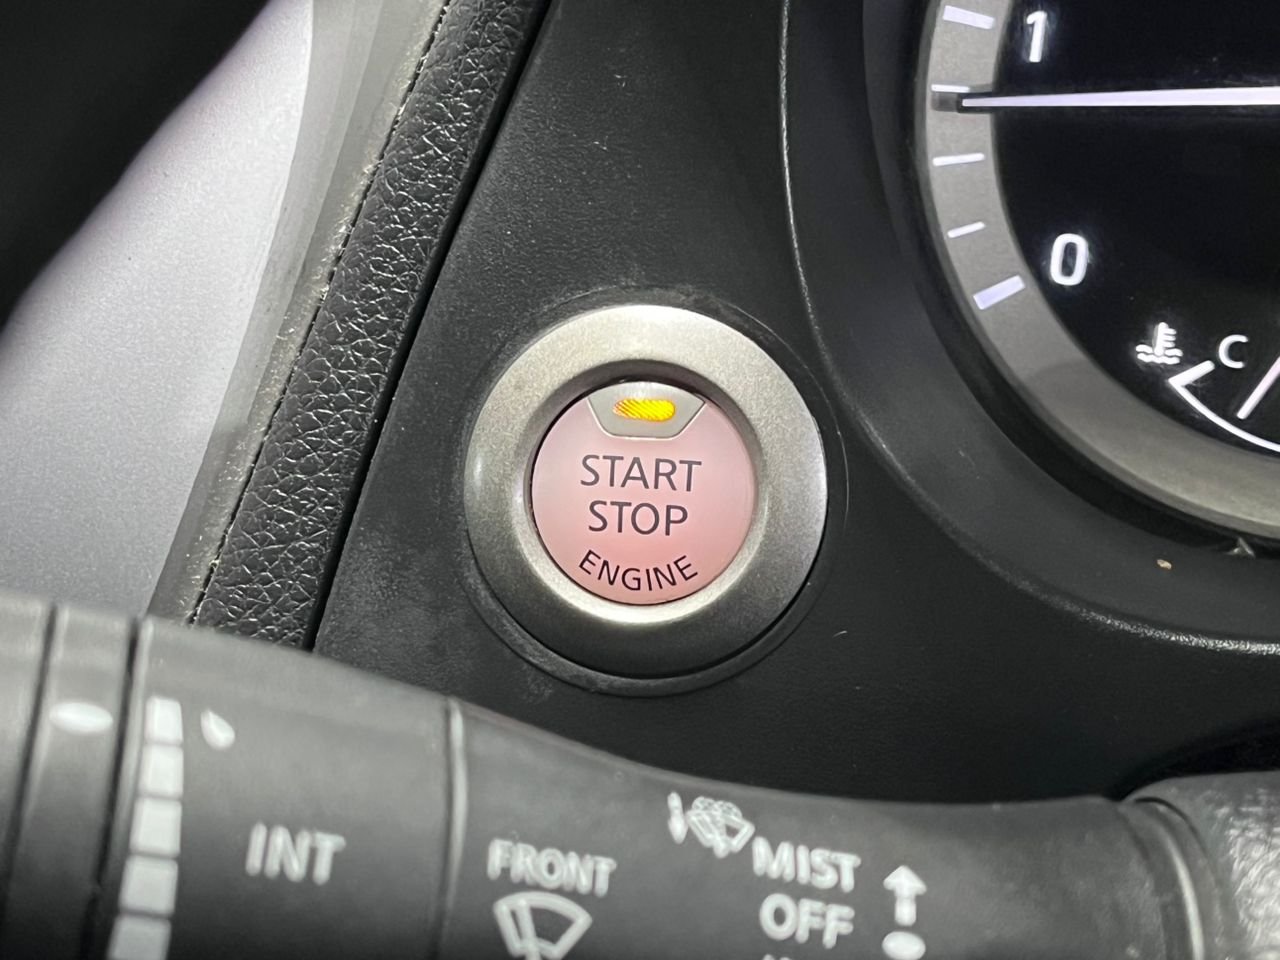 1
0
C
START
STOP
ENGINE
INT
FRONT
MIST
OFF